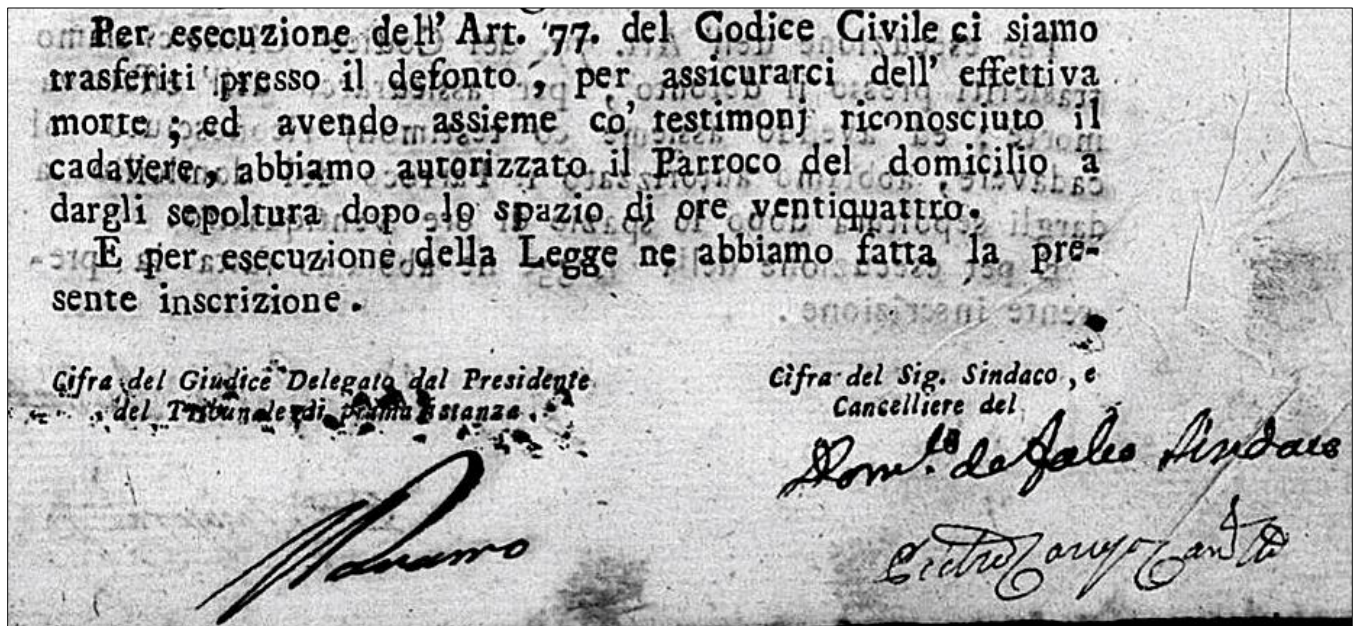 Per esecuzione dell' Art. 77. del Codice Civile ci siamo
trasferiti presso il defonto, per assicurarci dell' effettiva
morte; ed avendo assieme co' testimonj riconosciuto il
cadavere, abbiamo autorizzato il Parroco del domicilio a
dargli sepoltura dopo lo spazio di ore ventiquattro.
E per esecuzione della Legge ne abbiamo fatta la pre-
sente inscrizione.
Cifra del Giudice Delegato dal Presidente
del Tribunale di prima istanza.
Cifra del Sig. Sindaco, e
Cancelliere del
Dom.co de Sindaco
Pietro